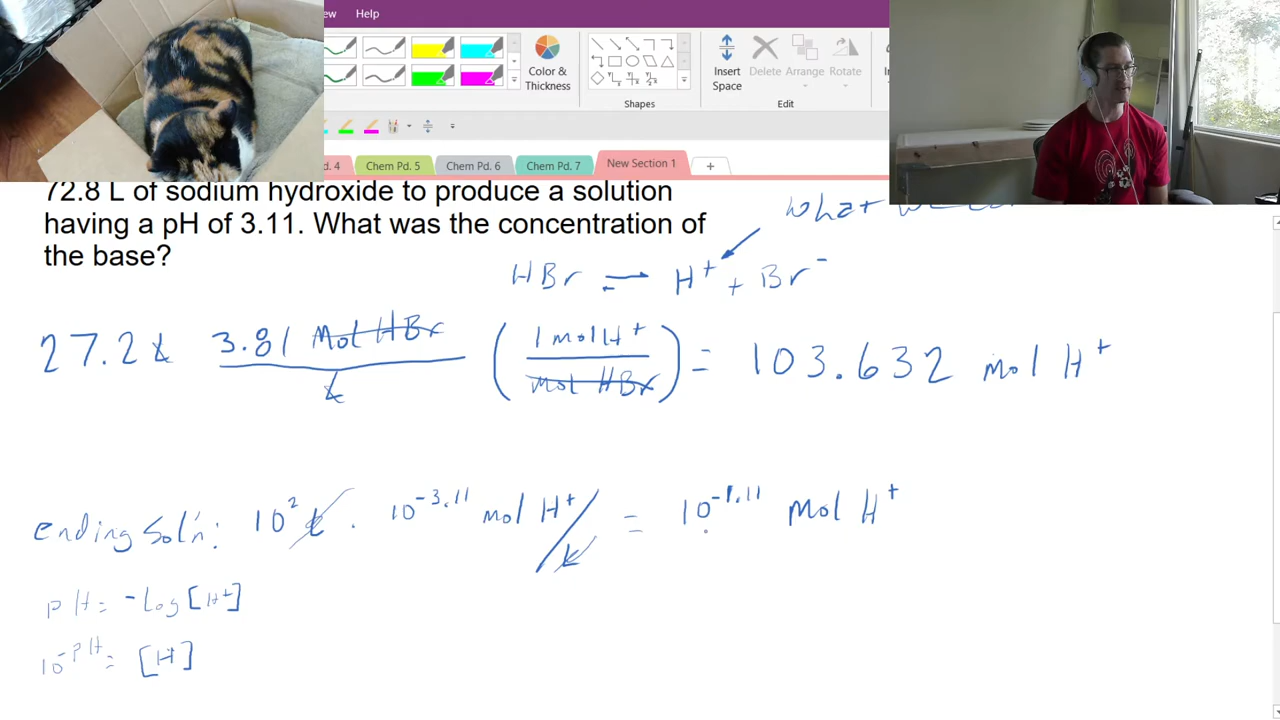 ew Help
Color & Thickness
Shapes
Insert Space
Delete
Arrange
Rotate
Edit
d. 4 Chem Pd. 5 Chem Pd. 6 Chem Pd. 7 New Section 1 +
72.8 L of sodium hydroxide to produce a solution
having a pH of 3.11. What was the concentration of
the base?
what
HBr ⇌ H⁺ + Br⁻
27.2 L 3.81 mol HBr / L (1 mol H⁺ / mol HBr) = 103.632 mol H⁺
ending Sol'n: 10² L · 10⁻³·¹¹ mol H⁺ / L = 10⁻¹·¹¹ mol H⁺
pH = -log [H+]
10⁻ᵖᴴ = [H⁺]